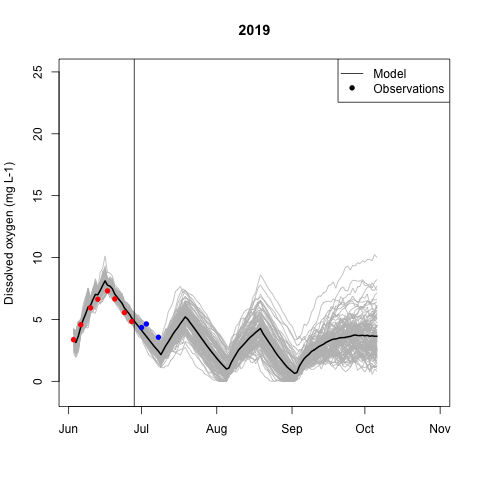 2019
Model
Observations
Dissolved oxygen (mg L-1)
25
20
15
10
5
0
Jun Jul Aug Sep Oct Nov